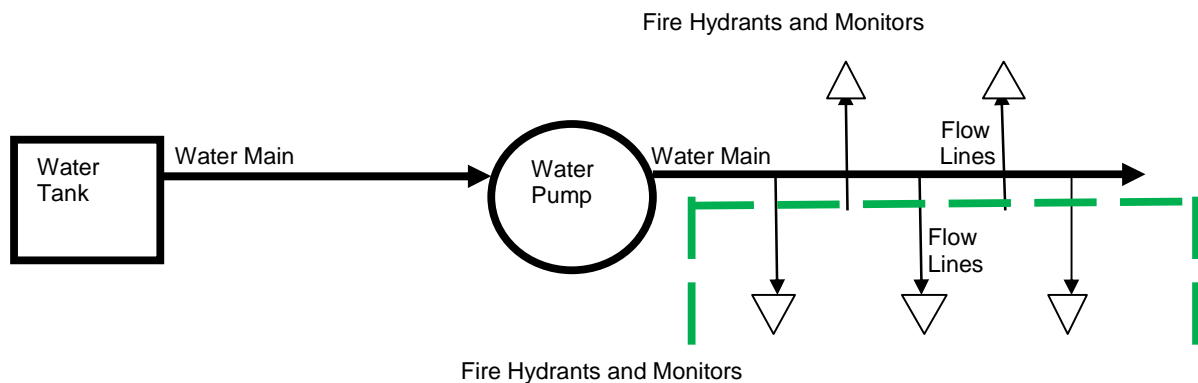 Fire Hydrants and Monitors
Flow
Lines
Water Main
Water Main
Water
Tank
Water
Pump
Flow
Lines
Fire Hydrants and Monitors